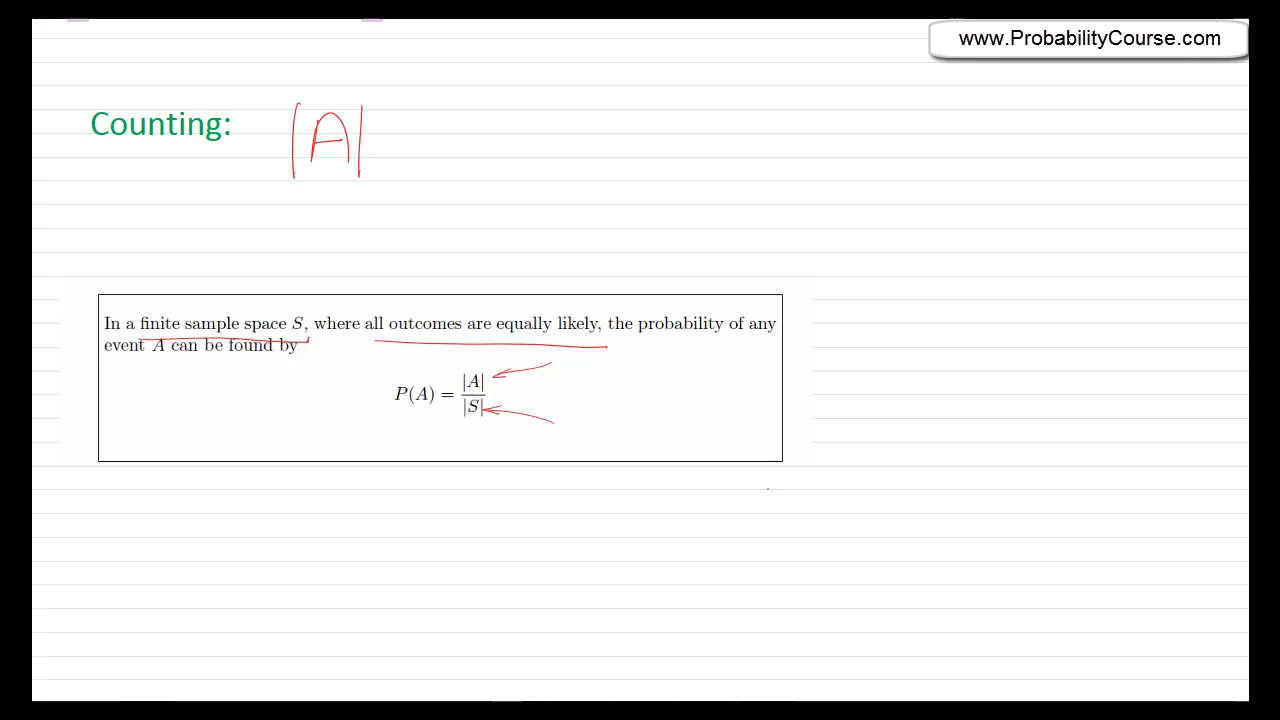 www.ProbabilityCourse.com
Counting: |A|
In a finite sample space S, where all outcomes are equally likely, the probability of any
event A can be found by
P(A) = |A| / |S|